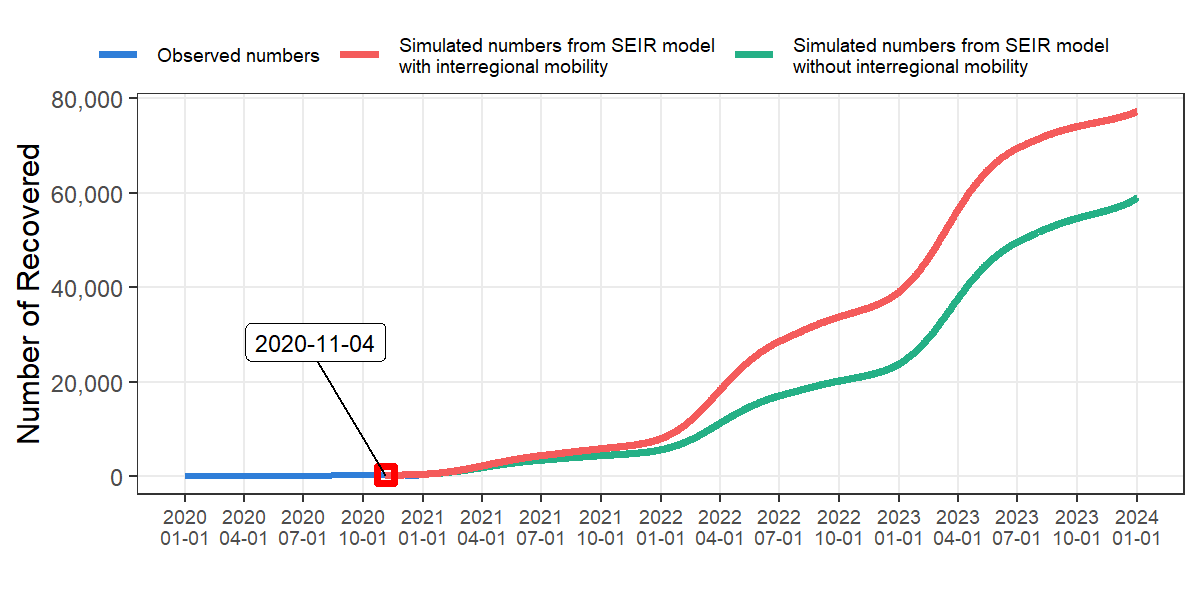 Observed numbers
Simulated numbers from SEIR model
with interregional mobility
Simulated numbers from SEIR model
without interregional mobility
Number of Recovered
80,000
60,000
40,000
20,000
0
2020-11-04
2020 2020 2020 2020 2021 2021 2021 2021 2022 2022 2022 2022 2023 2023 2023 2023 2024
01-01 04-01 07-01 10-01 01-01 04-01 07-01 10-01 01-01 04-01 07-01 10-01 01-01 04-01 07-01 10-01 01-01